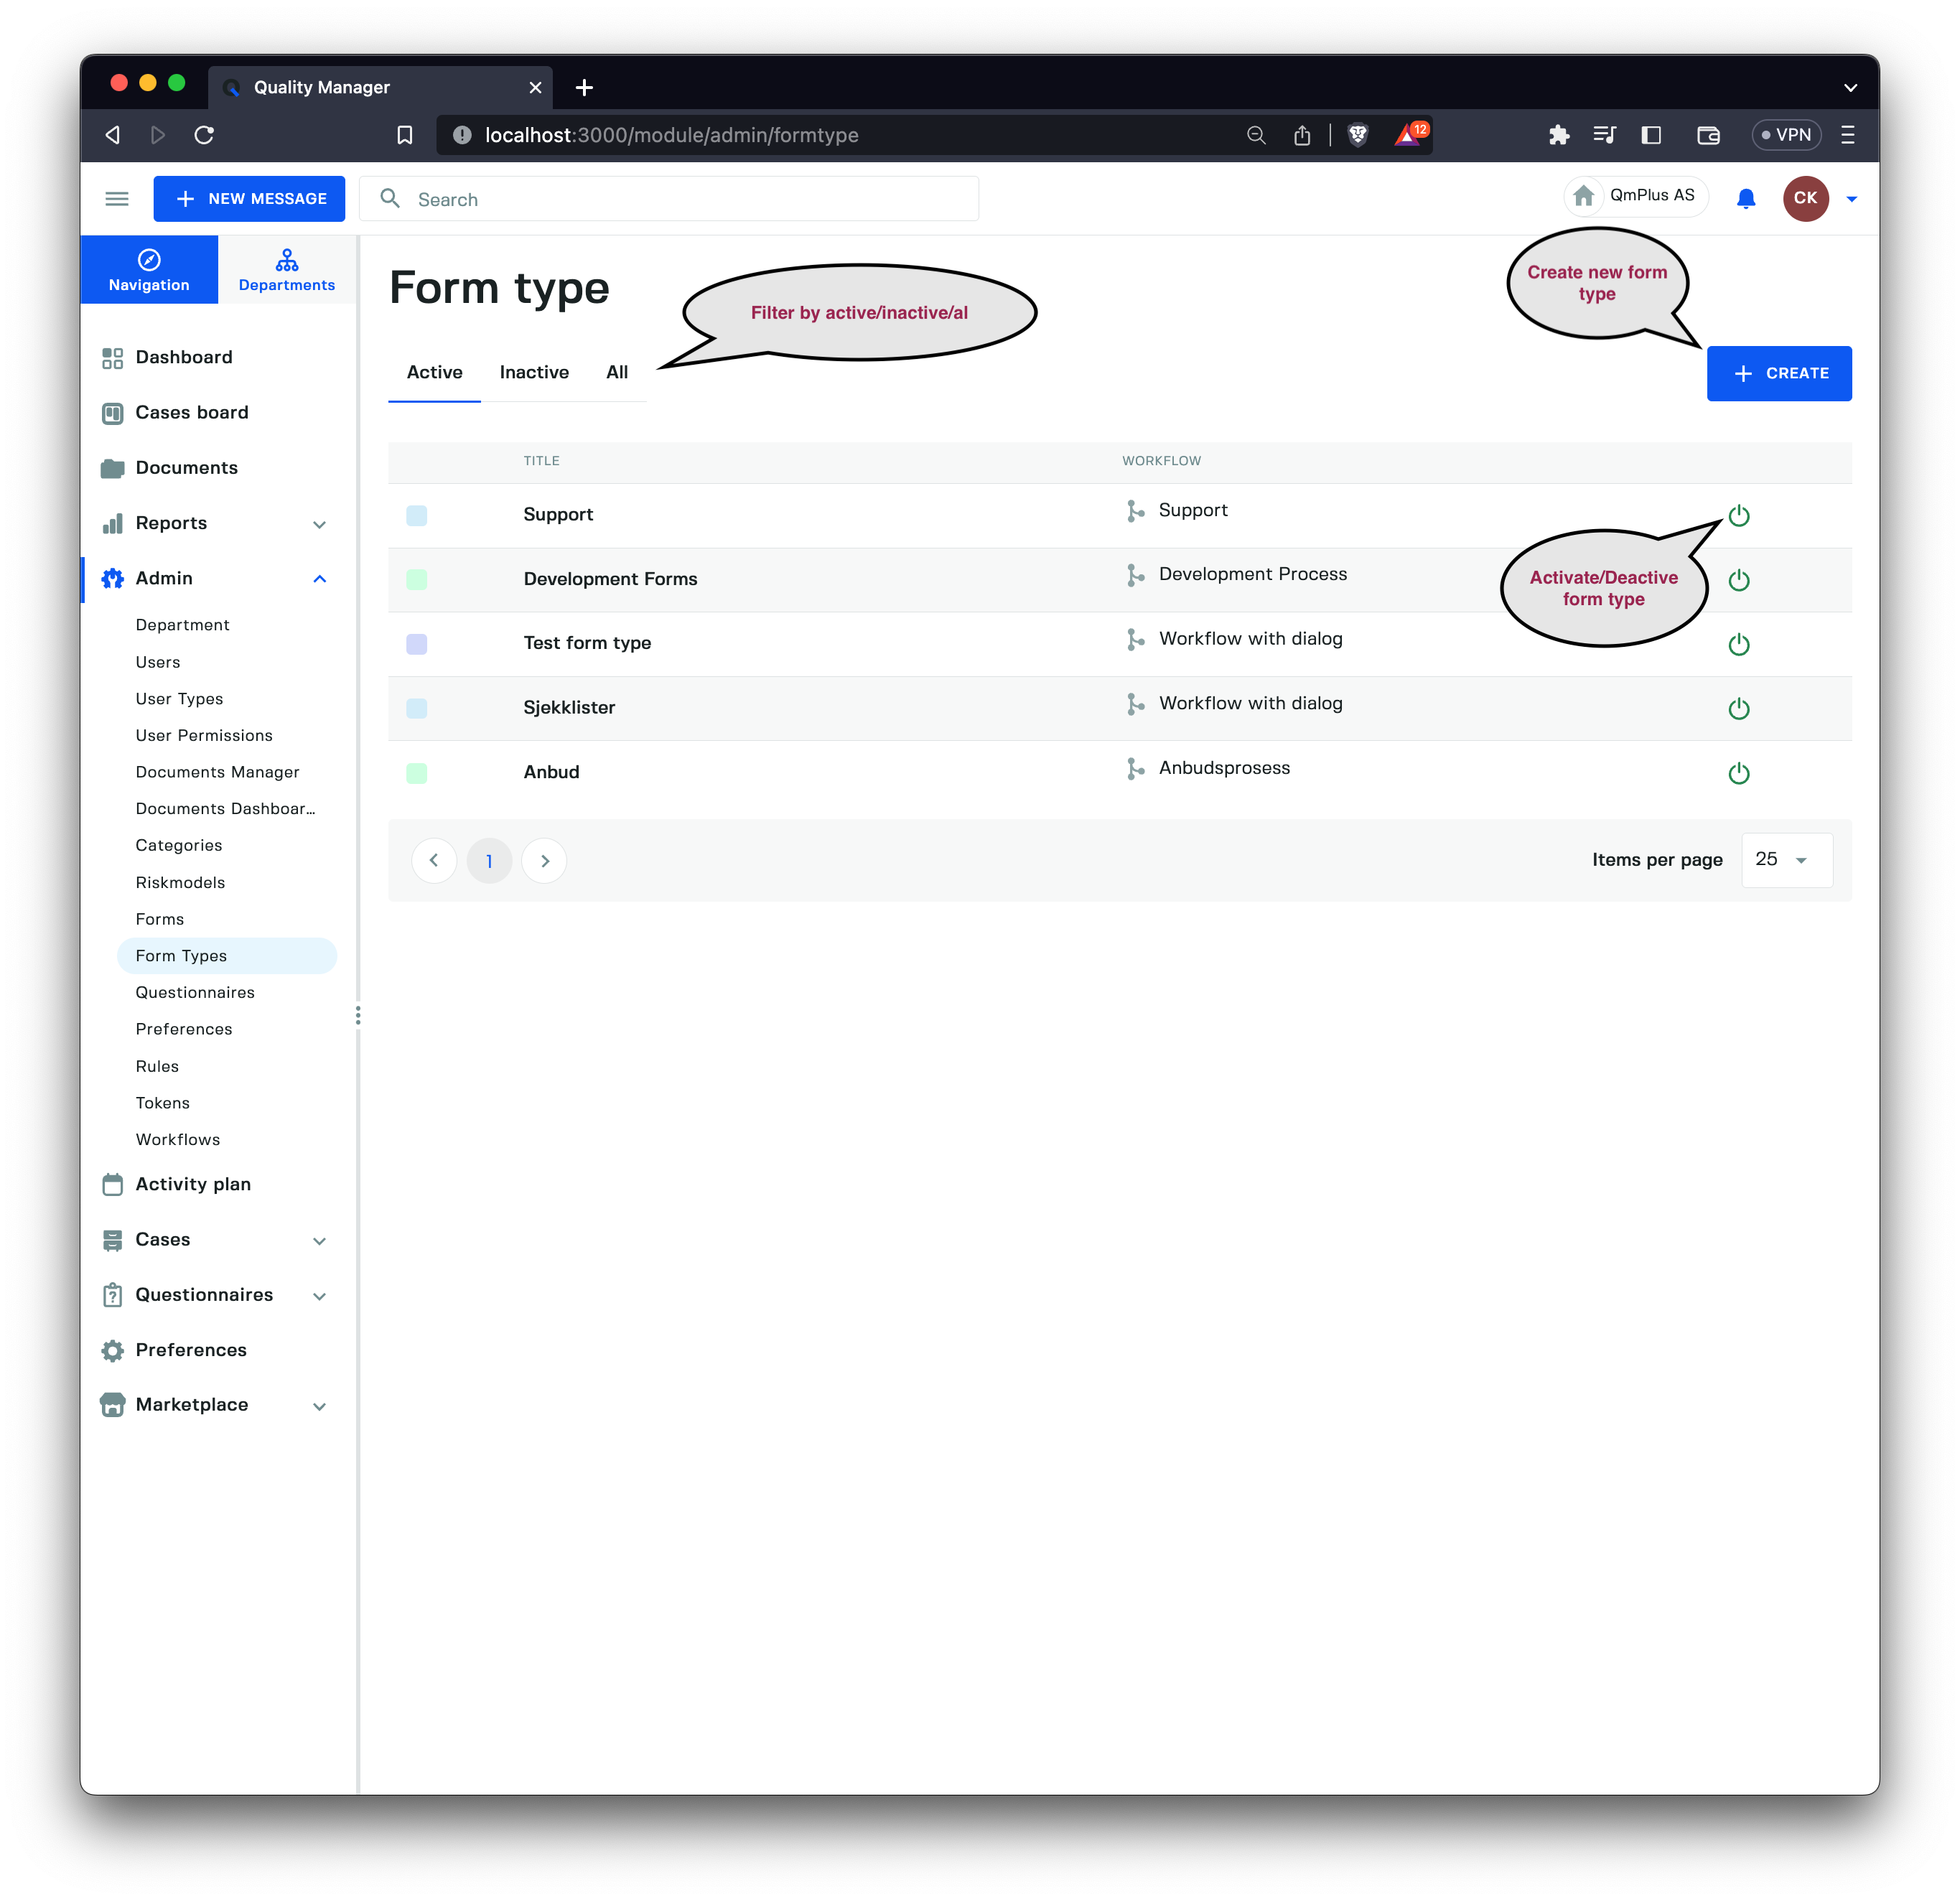 Quality Manager
localhost:3000/module/admin/formtype
12
VPN
NEW MESSAGE
Search
QmPlus AS
CK
Navigation
Departments
Dashboard
Cases board
Documents
Reports
Admin
Department
Users
User Types
User Permissions
Documents Manager
Documents Dashboar...
Categories
Riskmodels
Forms
Form Types
Questionnaires
Preferences
Rules
Tokens
Workflows
Activity plan
Cases
Questionnaires
Preferences
Marketplace
Form type
Filter by active/inactive/al
Create new form
type
Active Inactive All
CREATE
TITLE WORKFLOW
Support Support
Development Forms Development Process
Activate/Deactive
form type
Test form type Workflow with dialog
Sjekklister Workflow with dialog
Anbud Anbudsprosess
1
Items per page 25